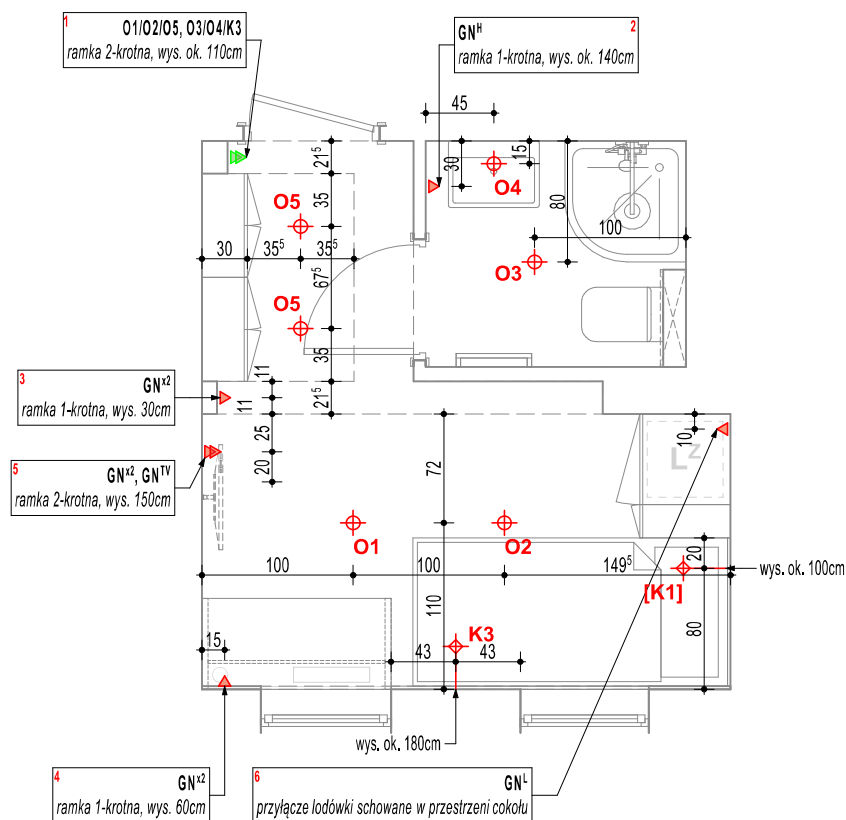 1
O1/O2/O5, O3/O4/K3
ramka 2-krotna, wys. ok. 110cm
GNᴴ
2
ramka 1-krotna, wys. ok. 140cm
45
15
30
O4
80
100
O3
21⁵
35
O5
30
35⁵
35⁵
67⁵
O5
35
11
3
GNˣ²
ramka 1-krotna, wys. 30cm
11
21⁵
25
20
5
GNˣ², GNᵀⱽ
ramka 2-krotna, wys. 150cm
10
Lᶻ
72
O1
O2
20
100
100
149⁵
wys. ok. 100cm
[K1]
110
80
K3
15
43
43
wys. ok. 180cm
4
GNˣ²
ramka 1-krotna, wys. 60cm
6
GNᴸ
przyłącze lodówki schowane w przestrzeni cokołu